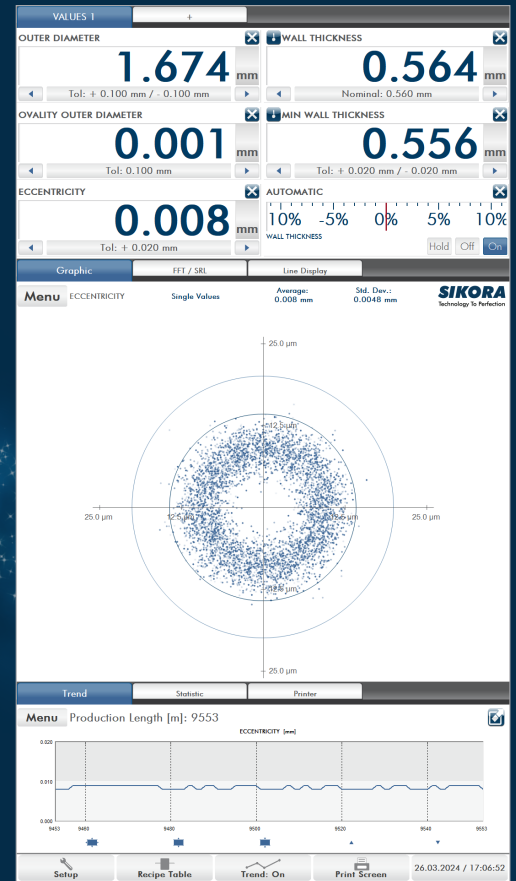 VALUES 1
+
OUTER DIAMETER
1.674 mm
Tol: + 0.100 mm / - 0.100 mm
WALL THICKNESS
0.564 mm
Nominal: 0.560 mm
OVALITY OUTER DIAMETER
0.001 mm
Tol: 0.100 mm
MIN WALL THICKNESS
0.556 mm
Tol: + 0.020 mm / - 0.020 mm
ECCENTRICITY
0.008 mm
Tol: + 0.020 mm
AUTOMATIC
10% -5% 0% 5% 10%
WALL THICKNESS
Hold Off On
Graphic FFT / SRL Line Display
Menu ECCENTRICITY Single Values
Average:
0.008 mm
Std. Dev.:
0.0048 mm
SIKORA
Technology To Perfection
25.0 µm
12.5 µm
25.0 µm
25.0 µm
25.0 µm
Trend Statistic Printer
Menu Production Length [m]: 9553
ECCENTRICITY [mm]
0.020
0.010
0.000
9453 9460 9480 9500 9520 9540 9553
Setup Recipe Table Trend: On Print Screen 26.03.2024 / 17:06:52